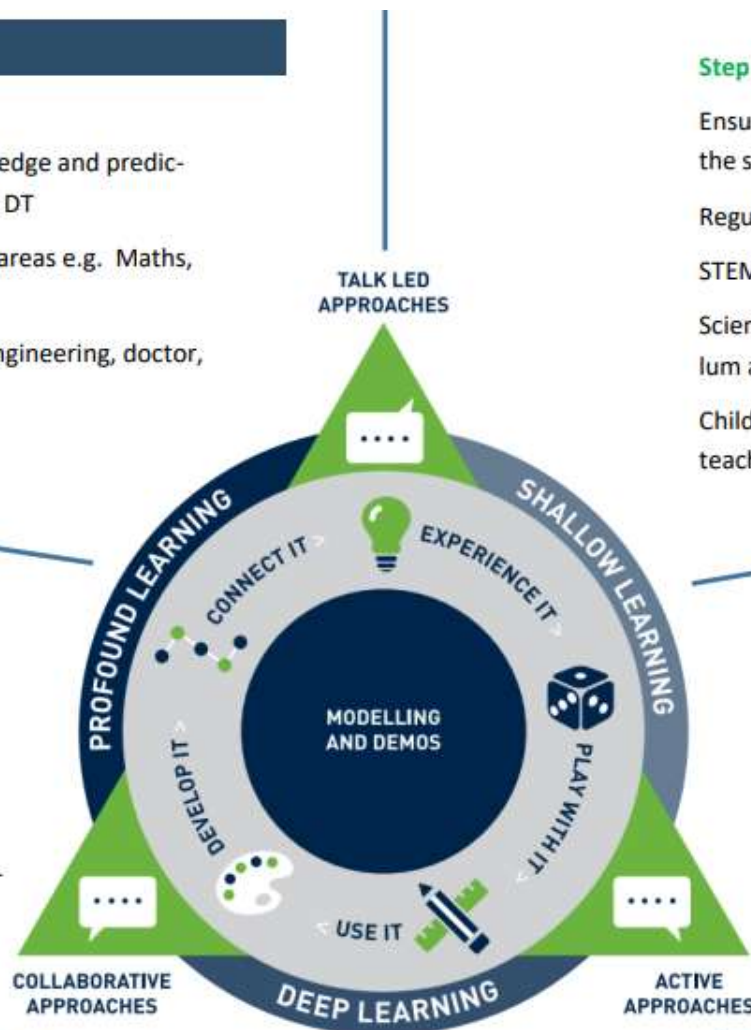 edge and predic-
DT
areas e.g. Maths,
ngineering, doctor,
Step
Ensu
the s
Regu
STEM
Scien
lum a
Child
teach
TALK LED
APPROACHES
PROFOUND LEARNING
SHALLOW LEARNING
CONNECT IT >
EXPERIENCE IT >
MODELLING
AND DEMOS
DEVELOP IT >
PLAY WITH IT >
< USE IT
COLLABORATIVE
APPROACHES
DEEP LEARNING
ACTIVE
APPROACHES